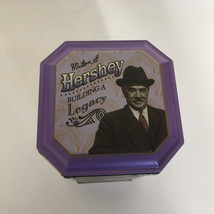 Milton S.
Hershey
BUILDING A
Legacy